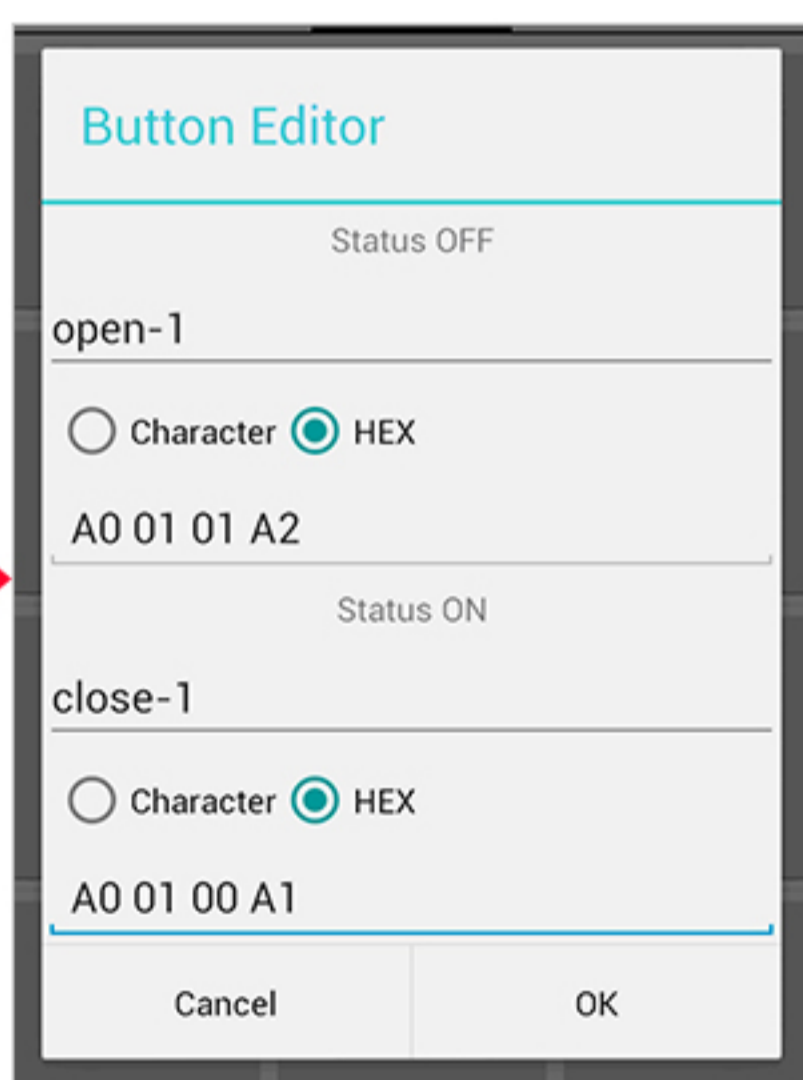 Button Editor
Status OFF
open-1
Character HEX
A0 01 01 A2
Status ON
close-1
Character HEX
A0 01 00 A1
Cancel OK